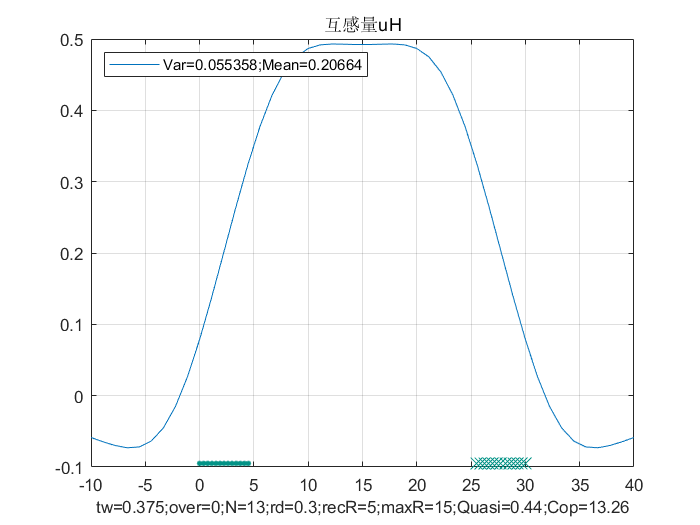 互感量uH
0.5
Var=0.055358;Mean=0.20664
0.4
0.3
0.2
0.1
0
-0.1
-10 -5 0 5 10 15 20 25 30 35 40
tw=0.375;over=0;N=13;rd=0.3;recR=5;maxR=15;Quasi=0.44;Cop=13.26